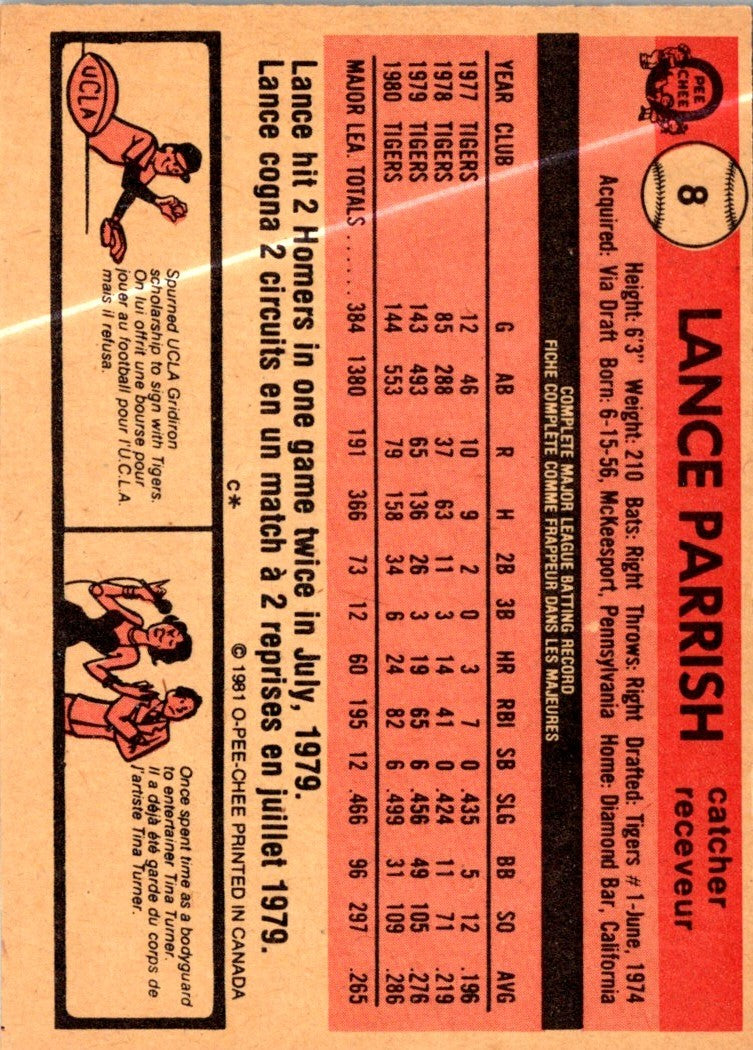 O PEE CHEE
8
LANCE PARRISH
catcher
receveur
Height: 6'3" Weight: 210 Bats: Right Throws: Right Drafted: Tigers #1-June, 1974
Acquired: Via Draft Born: 6-15-56, McKeesport, Pennsylvania Home: Diamond Bar, California
COMPLETE MAJOR LEAGUE BATTING RECORD
FICHE COMPLÈTE COMME FRAPPEUR DANS LES MAJEURES
YEAR CLUB G AB R H 2B 3B HR RBI SB SLG BB SO AVG
1977 TIGERS 12 46 10 9 2 0 3 7 0 .435 5 12 .196
1978 TIGERS 85 288 37 63 11 3 14 41 0 .424 11 71 .219
1979 TIGERS 143 493 65 136 26 3 19 65 6 .456 49 105 .276
1980 TIGERS 144 553 79 158 34 6 24 82 6 .499 31 109 .286
MAJOR LEA. TOTALS ...... 384 1380 191 366 73 12 60 195 12 .466 96 297 .265
Lance hit 2 Homers in one game twice in July, 1979.
Lance cogna 2 circuits en un match à 2 reprises en juillet 1979.
C* © 1981 O-PEE-CHEE PRINTED IN CANADA
UCLA
Spurned UCLA Gridiron
scholarship to sign with Tigers.
On lui offrit une bourse pour
jouer au football pour l'U.C.L.A.
mais il refusa.
Once spent time as a bodyguard
to entertainer Tina Turner.
Il a déjà été garde du corps de
l'artiste Tina Turner.